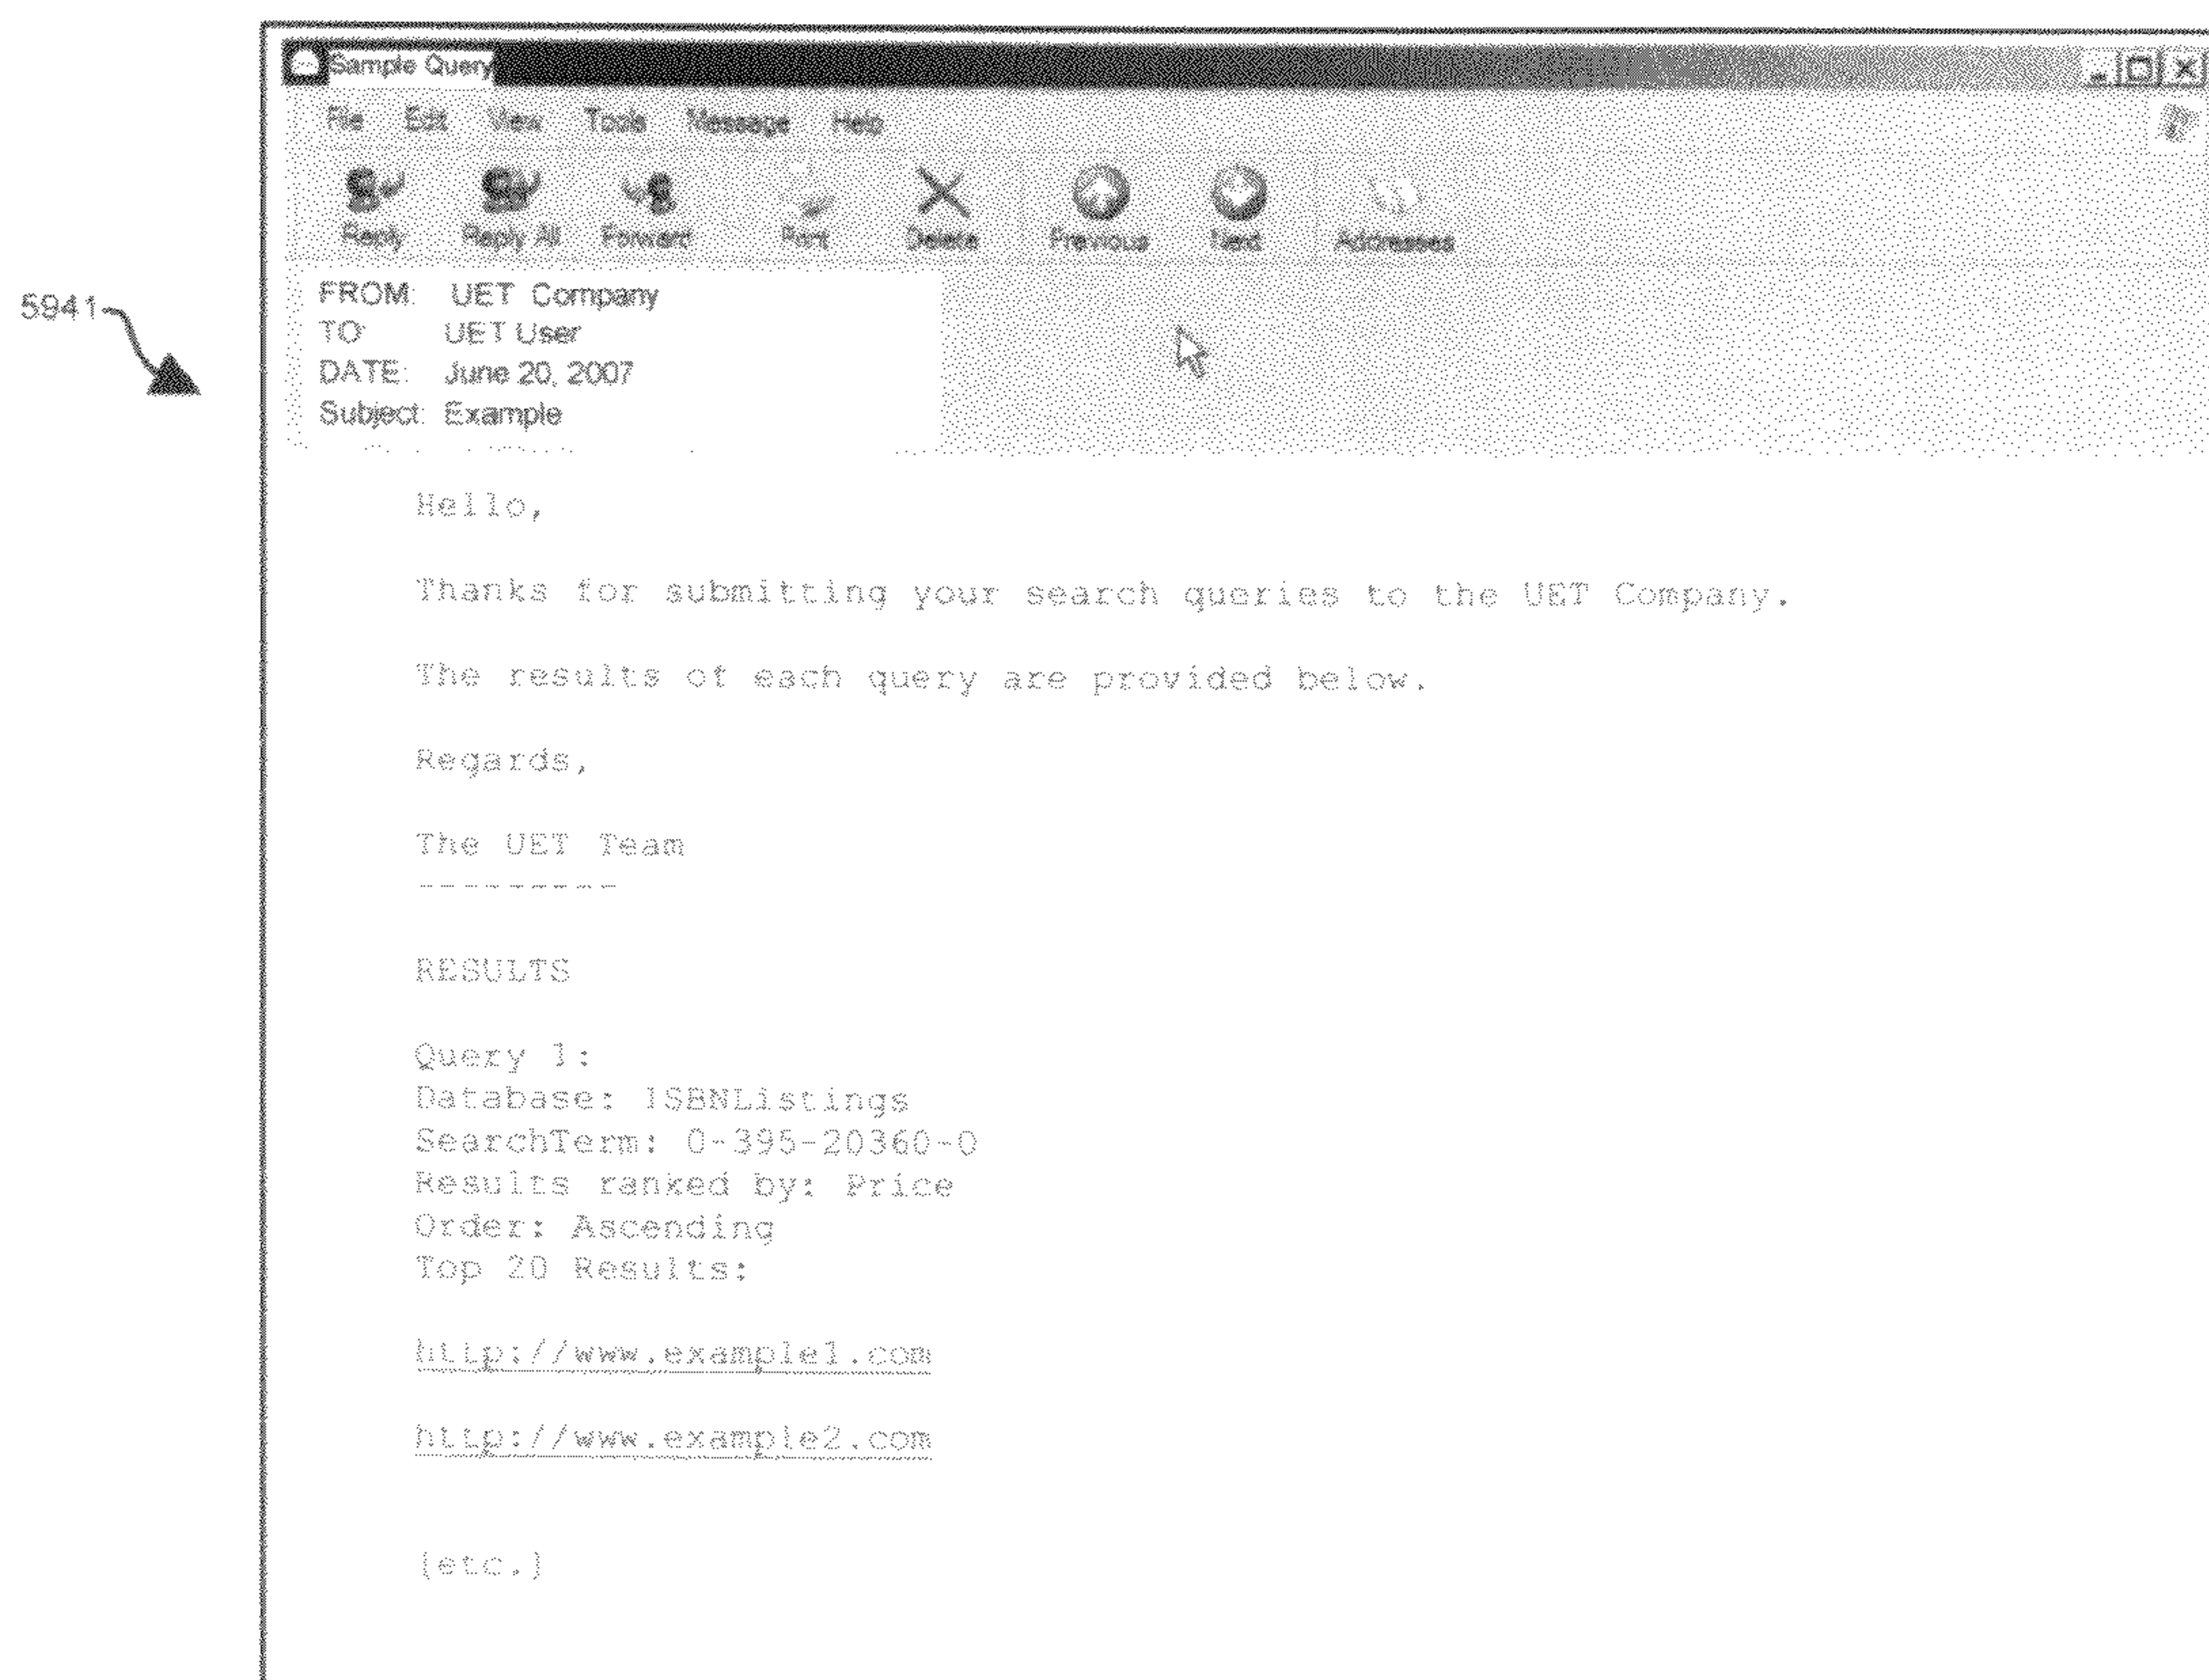 Sample Query
File Edit View Tools Message Help
Reply Reply All Forward Print Delete Previous Next Addresses
5941
FROM: UET Company
TO: UET User
DATE: June 20, 2007
Subject: Example
Hello,
Thanks for submitting your search queries to the UET Company.
The results of each query are provided below.
Regards,
The UET Team
---------
RESULTS
Query 1:
Database: ISBNListings
SearchTerm: 0-395-20360-0
Results ranked by: Price
Order: Ascending
Top 20 Results:
http://www.example1.com
http://www.example2.com
(etc.)